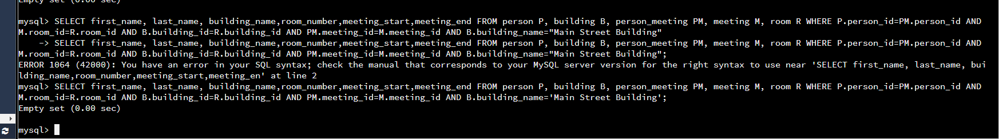 Empty set (0.00 sec)
mysql> SELECT first_name, last_name, building_name,room_number,meeting_start,meeting_end FROM person P, building B, person_meeting PM, meeting M, room R WHERE P.person_id=PM.person_id AND
M.room_id=R.room_id AND B.building_id=R.building_id AND PM.meeting_id=M.meeting_id AND B.building_name="Main Street Building"
-> SELECT first_name, last_name, building_name,room_number,meeting_start,meeting_end FROM person P, building B, person_meeting PM, meeting M, room R WHERE P.person_id=PM.person_id AND
M.room_id=R.room_id AND B.building_id=R.building_id AND PM.meeting_id=M.meeting_id AND B.building_name="Main Street Building";
ERROR 1064 (42000): You have an error in your SQL syntax; check the manual that corresponds to your MySQL server version for the right syntax to use near 'SELECT first_name, last_name, bui
lding_name,room_number,meeting_start,meeting_en' at line 2
mysql> SELECT first_name, last_name, building_name,room_number,meeting_start,meeting_end FROM person P, building B, person_meeting PM, meeting M, room R WHERE P.person_id=PM.person_id AND
M.room_id=R.room_id AND B.building_id=R.building_id AND PM.meeting_id=M.meeting_id AND B.building_name='Main Street Building';
Empty set (0.00 sec)
mysql>